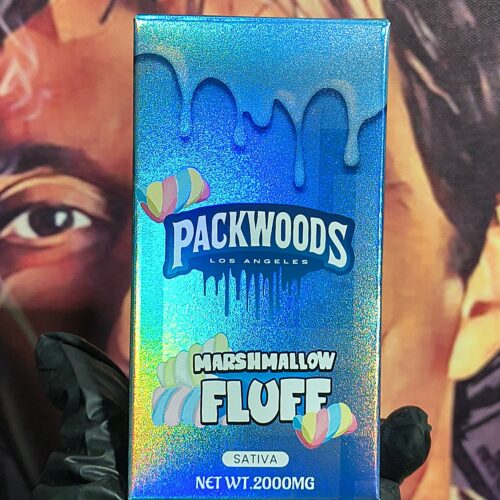 PACKWOODS
LOS ANGELES
MARSHMALLOW
FLUFF
SATIVA
NET WT.2000MG